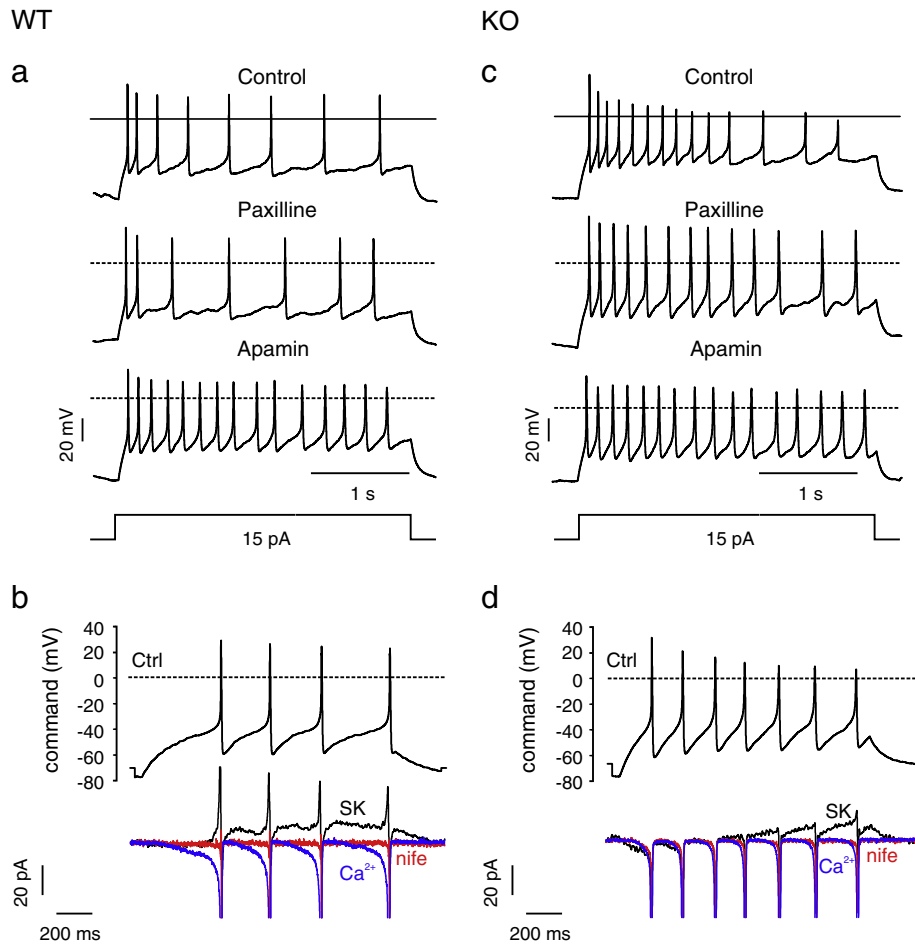 WT
KO
a
c
Control
Control
Paxilline
Paxilline
Apamin
Apamin
20 mV
20 mV
1 s
1 s
15 pA
15 pA
b
d
command (mV)
40
20
0
-20
-40
-60
-80
Ctrl
command (mV)
40
20
0
-20
-40
-60
-80
Ctrl
SK
nife
Ca²⁺
SK
nife
Ca²⁺
20 pA
200 ms
20 pA
200 ms